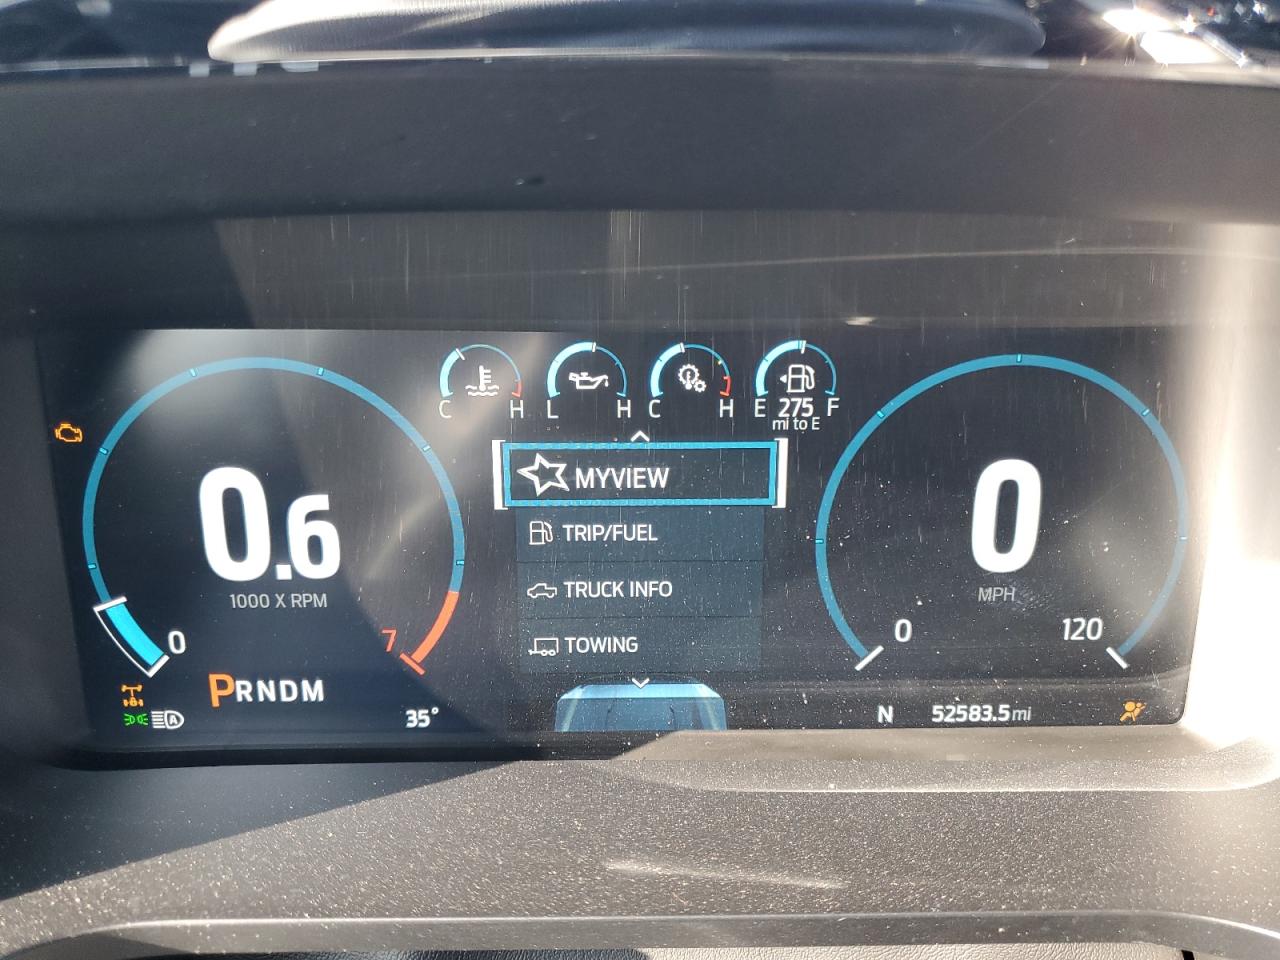 C H
L H
C H
E 275 F
mi to E
MYVIEW
TRIP/FUEL
TRUCK INFO
TOWING
0.6
1000 X RPM
0
7
PRNDM
A
35°
0
MPH
0
120
N
52583.5 mi